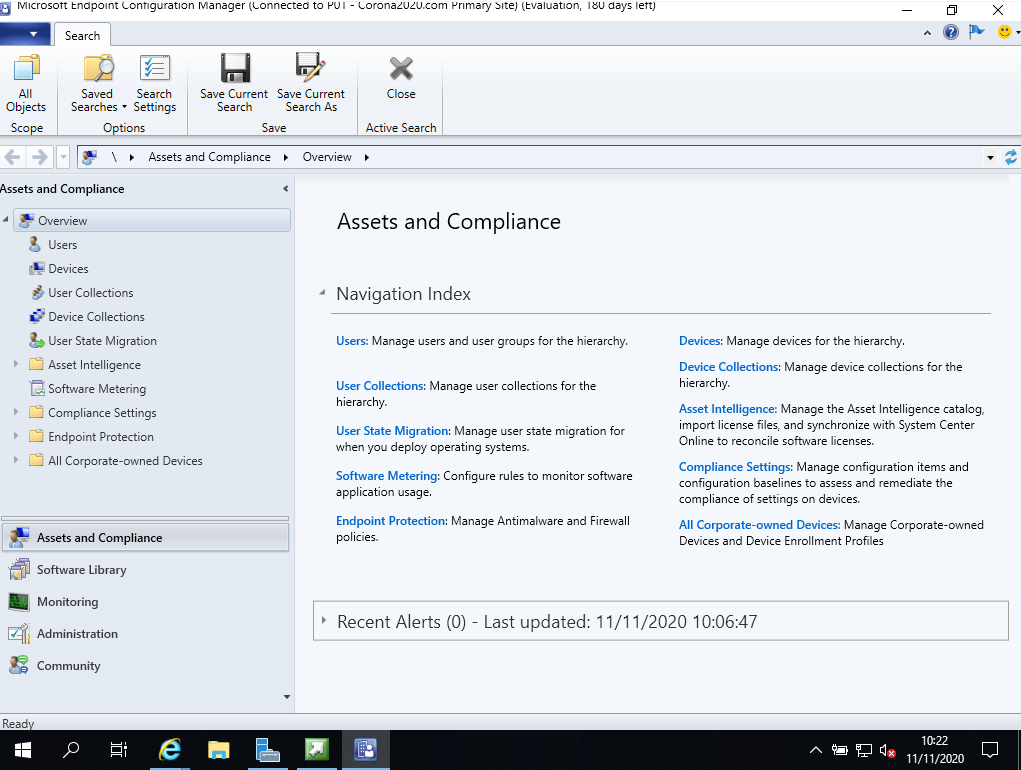 Microsoft Endpoint Configuration Manager (Connected to P01 - Corona2020.com Primary Site) (Evaluation, 180 days left)
Search
All Objects
Saved Searches
Search Settings
Save Current Search
Save Current Search As
Close
Scope
Options
Save
Active Search
\ Assets and Compliance Overview
Assets and Compliance
Overview
Users
Devices
User Collections
Device Collections
User State Migration
Asset Intelligence
Software Metering
Compliance Settings
Endpoint Protection
All Corporate-owned Devices
Assets and Compliance
Software Library
Monitoring
Administration
Community
Assets and Compliance
Navigation Index
Users: Manage users and user groups for the hierarchy.
User Collections: Manage user collections for the
hierarchy.
User State Migration: Manage user state migration for
when you deploy operating systems.
Software Metering: Configure rules to monitor software
application usage.
Endpoint Protection: Manage Antimalware and Firewall
policies.
Devices: Manage devices for the hierarchy.
Device Collections: Manage device collections for the
hierarchy.
Asset Intelligence: Manage the Asset Intelligence catalog,
import license files, and synchronize with System Center
Online to reconcile software licenses.
Compliance Settings: Manage configuration items and
configuration baselines to assess and remediate the
compliance of settings on devices.
All Corporate-owned Devices: Manage Corporate-owned
Devices and Device Enrollment Profiles
Recent Alerts (0) - Last updated: 11/11/2020 10:06:47
Ready
10:22
11/11/2020